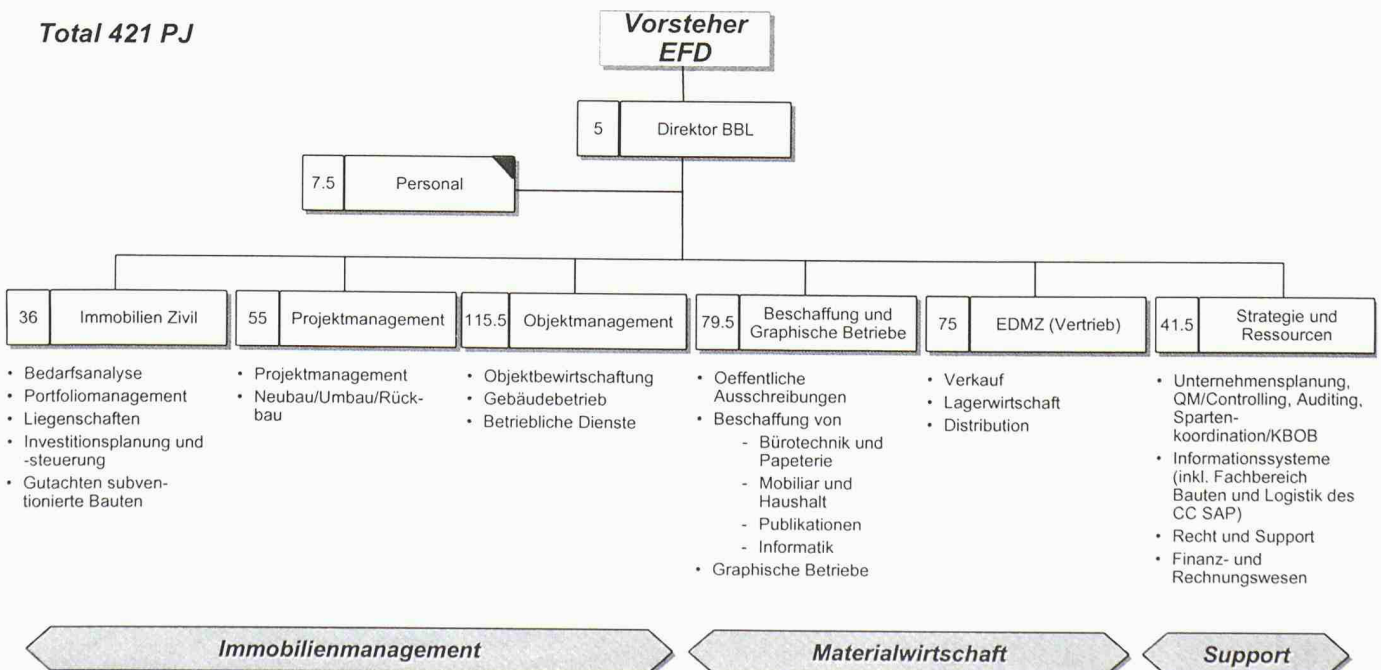 Total 421 PJ
Vorsteher
EFD
5
Direktor BBL
7.5
Personal
36
Immobilien Zivil
55
Projektmanagement
115.5
Objektmanagement
79.5
Beschaffung und
Graphische Betriebe
75
EDMZ (Vertrieb)
41.5
Strategie und
Ressourcen
• Bedarfsanalyse
• Portfoliomanagement
• Liegenschaften
• Investitionsplanung und
-steuerung
• Gutachten subven-
tionierte Bauten
• Projektmanagement
• Neubau/Umbau/Rück-
bau
• Objektbewirtschaftung
• Gebäudebetrieb
• Betriebliche Dienste
• Oeffentliche
Ausschreibungen
• Beschaffung von
- Bürotechnik und
Papeterie
- Mobiliar und
Haushalt
- Publikationen
- Informatik
• Graphische Betriebe
• Verkauf
• Lagerwirtschaft
• Distribution
• Unternehmensplanung,
QM/Controlling, Auditing,
Sparten-
koordination/KBOB
• Informationssysteme
(inkl. Fachbereich
Bauten und Logistik des
CC SAP)
• Recht und Support
• Finanz- und
Rechnungswesen
Immobilienmanagement
Materialwirtschaft
Support